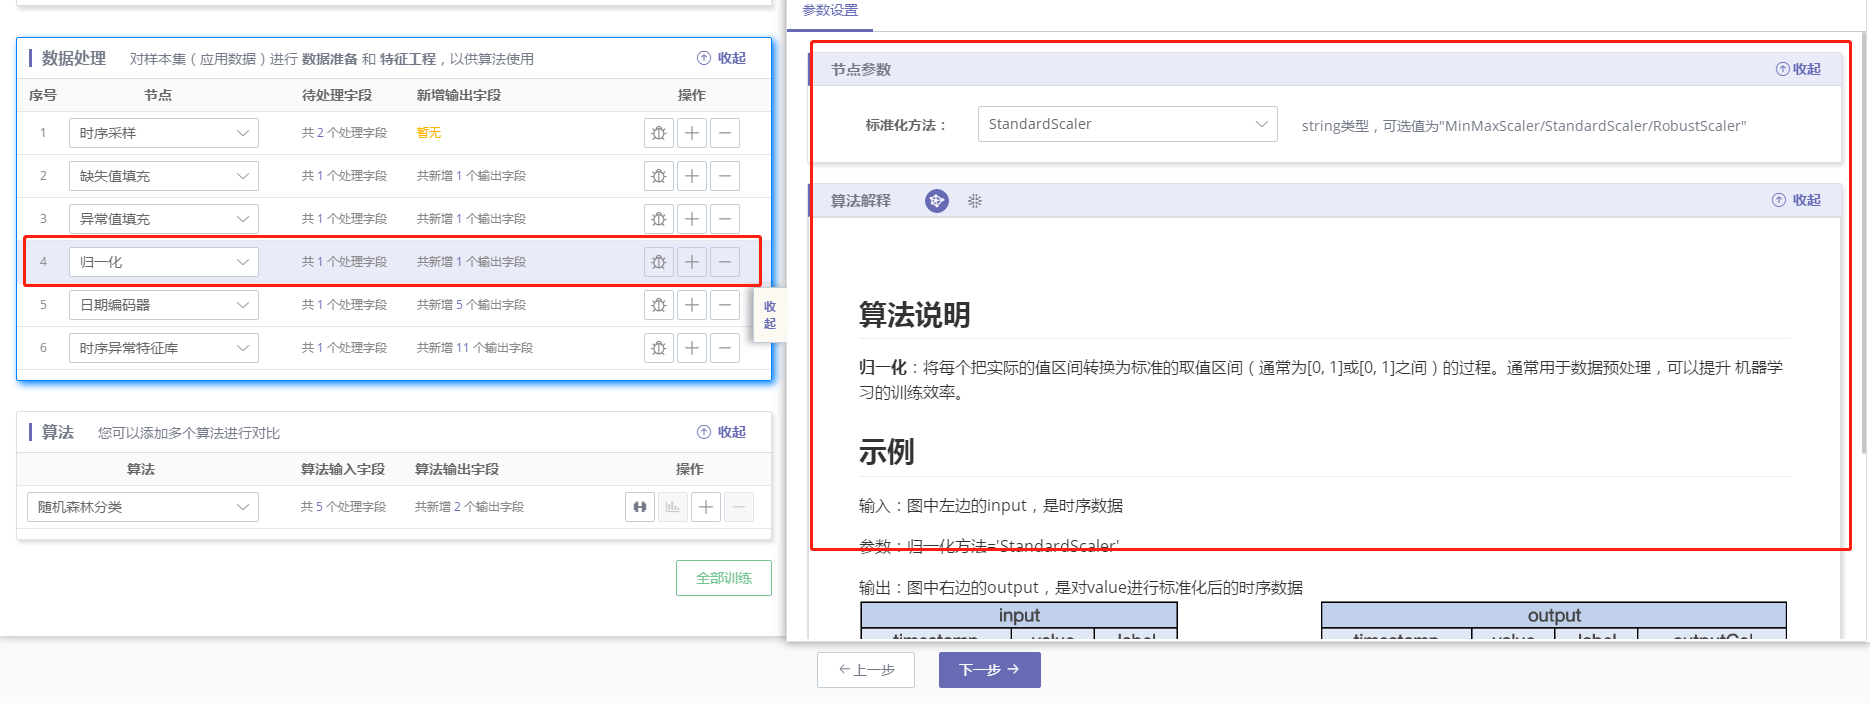 数据处理 对样本集（应用数据）进行 数据准备 和 特征工程，以供算法使用 收起
序号 节点 待处理字段 新增输出字段 操作
1 时序采样 共 2 个处理字段 暂无
2 缺失值填充 共 1 个处理字段 共新增 1 个输出字段
3 异常值填充 共 1 个处理字段 共新增 1 个输出字段
4 归一化 共 1 个处理字段 共新增 1 个输出字段
5 日期编码器 共 1 个处理字段 共新增 5 个输出字段
6 时序异常特征库 共 1 个处理字段 共新增 11 个输出字段
收
起
算法 您可以添加多个算法进行对比 收起
算法 算法输入字段 算法输出字段 操作
随机森林分类 共 5 个处理字段 共新增 2 个输出字段
全部训练
参数设置
节点参数 收起
标准化方法： StandardScaler string类型，可选值为"MinMaxScaler/StandardScaler/RobustScaler"
算法解释 收起
算法说明
归一化：将每个把实际的值区间转换为标准的取值区间（通常为[0, 1]或[0, 1]之间）的过程。通常用于数据预处理，可以提升 机器学
习的训练效率。
示例
输入：图中左边的input，是时序数据
参数：归一化方法='StandardScaler'
输出：图中右边的output，是对value进行标准化后的时序数据
input output
timestamp value label timestamp value label outputCol
上一步 下一步